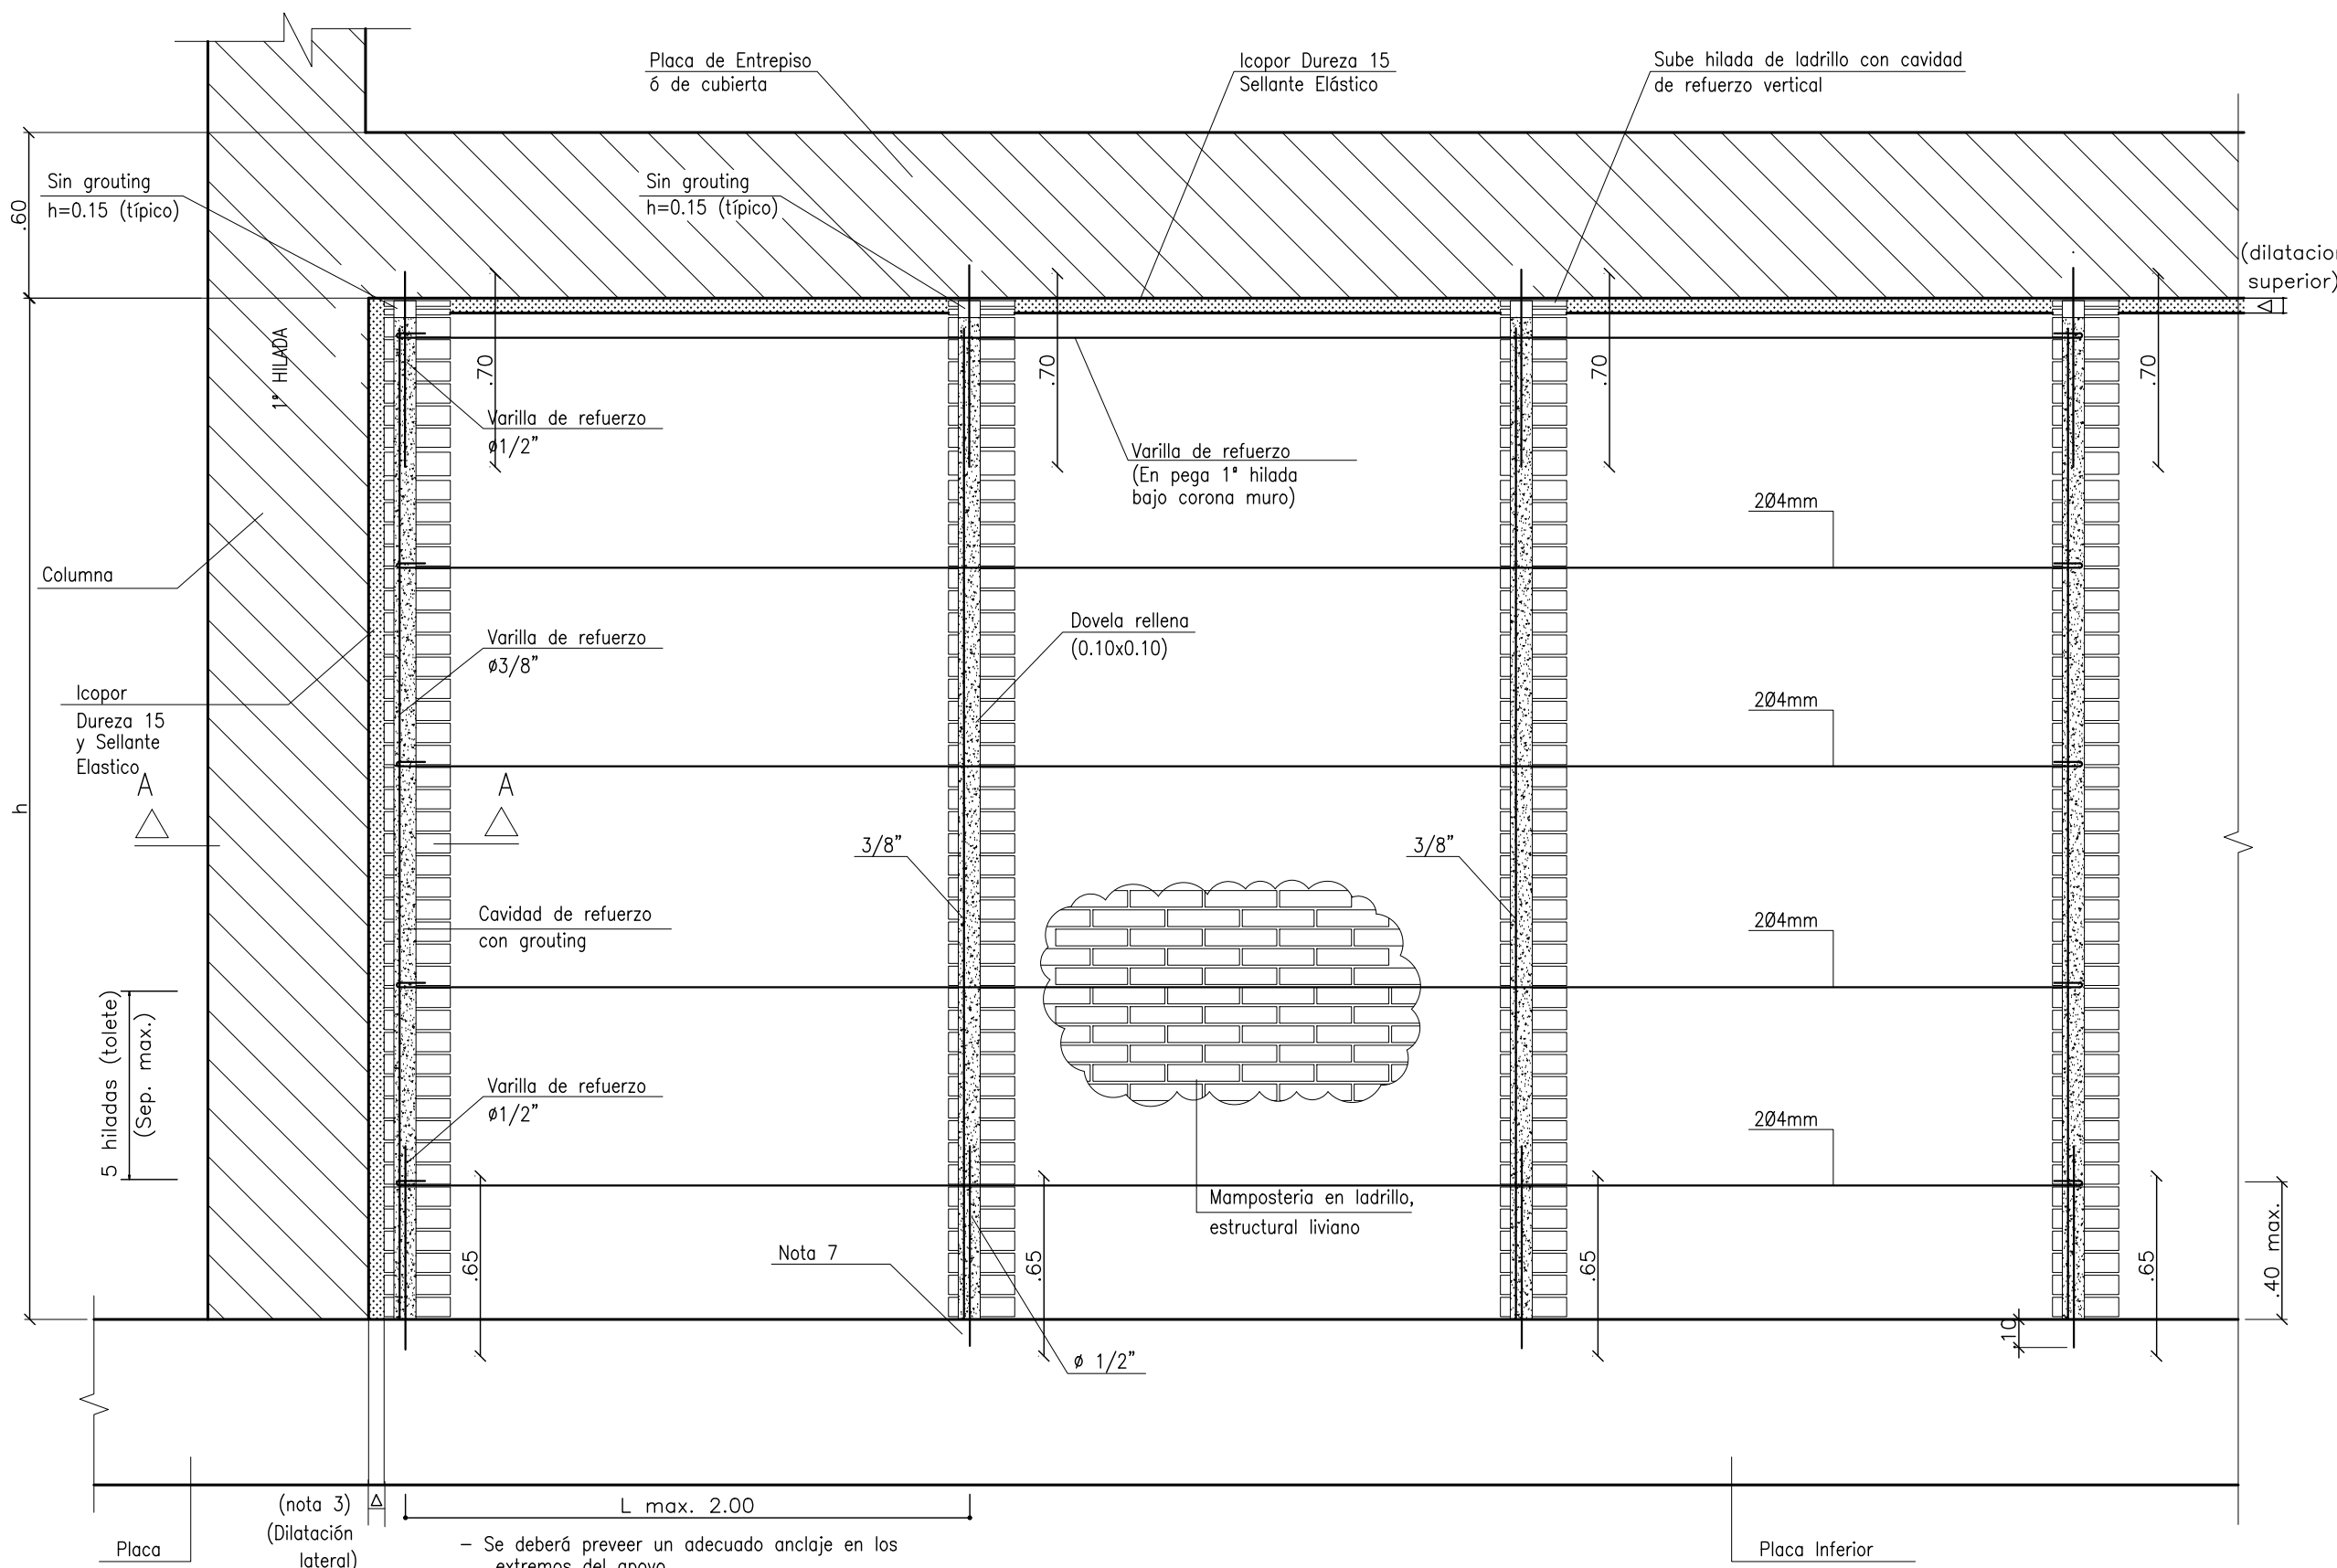 Placa de Entrepiso
ó de cubierta
Icopor Dureza 15
Sellante Elástico
Sube hilada de ladrillo con cavidad
de refuerzo vertical
Sin grouting
h=0.15 (típico)
Sin grouting
h=0.15 (típico)
.60
(dilatacion
superior)
Δ
1ª HILADA
.70
.70
.70
.70
Varilla de refuerzo
ø1/2"
Varilla de refuerzo
(En pega 1ª hilada
bajo corona muro)
2Ø4mm
Columna
Varilla de refuerzo
ø3/8"
Dovela rellena
(0.10x0.10)
Icopor
Dureza 15
y Sellante
Elastico
2Ø4mm
A
A
h
3/8"
3/8"
Cavidad de refuerzo
con grouting
2Ø4mm
5 hiladas (tolete)
(Sep. max.)
Varilla de refuerzo
ø1/2"
2Ø4mm
Mamposteria en ladrillo,
estructural liviano
Nota 7
.65
.65
.65
.65
.40 max.
.10
ø 1/2"
(nota 3)
(Dilatación
lateral)
Δ
L max. 2.00
– Se deberá preveer un adecuado anclaje en los
extremos del apoyo
Placa
Placa Inferior